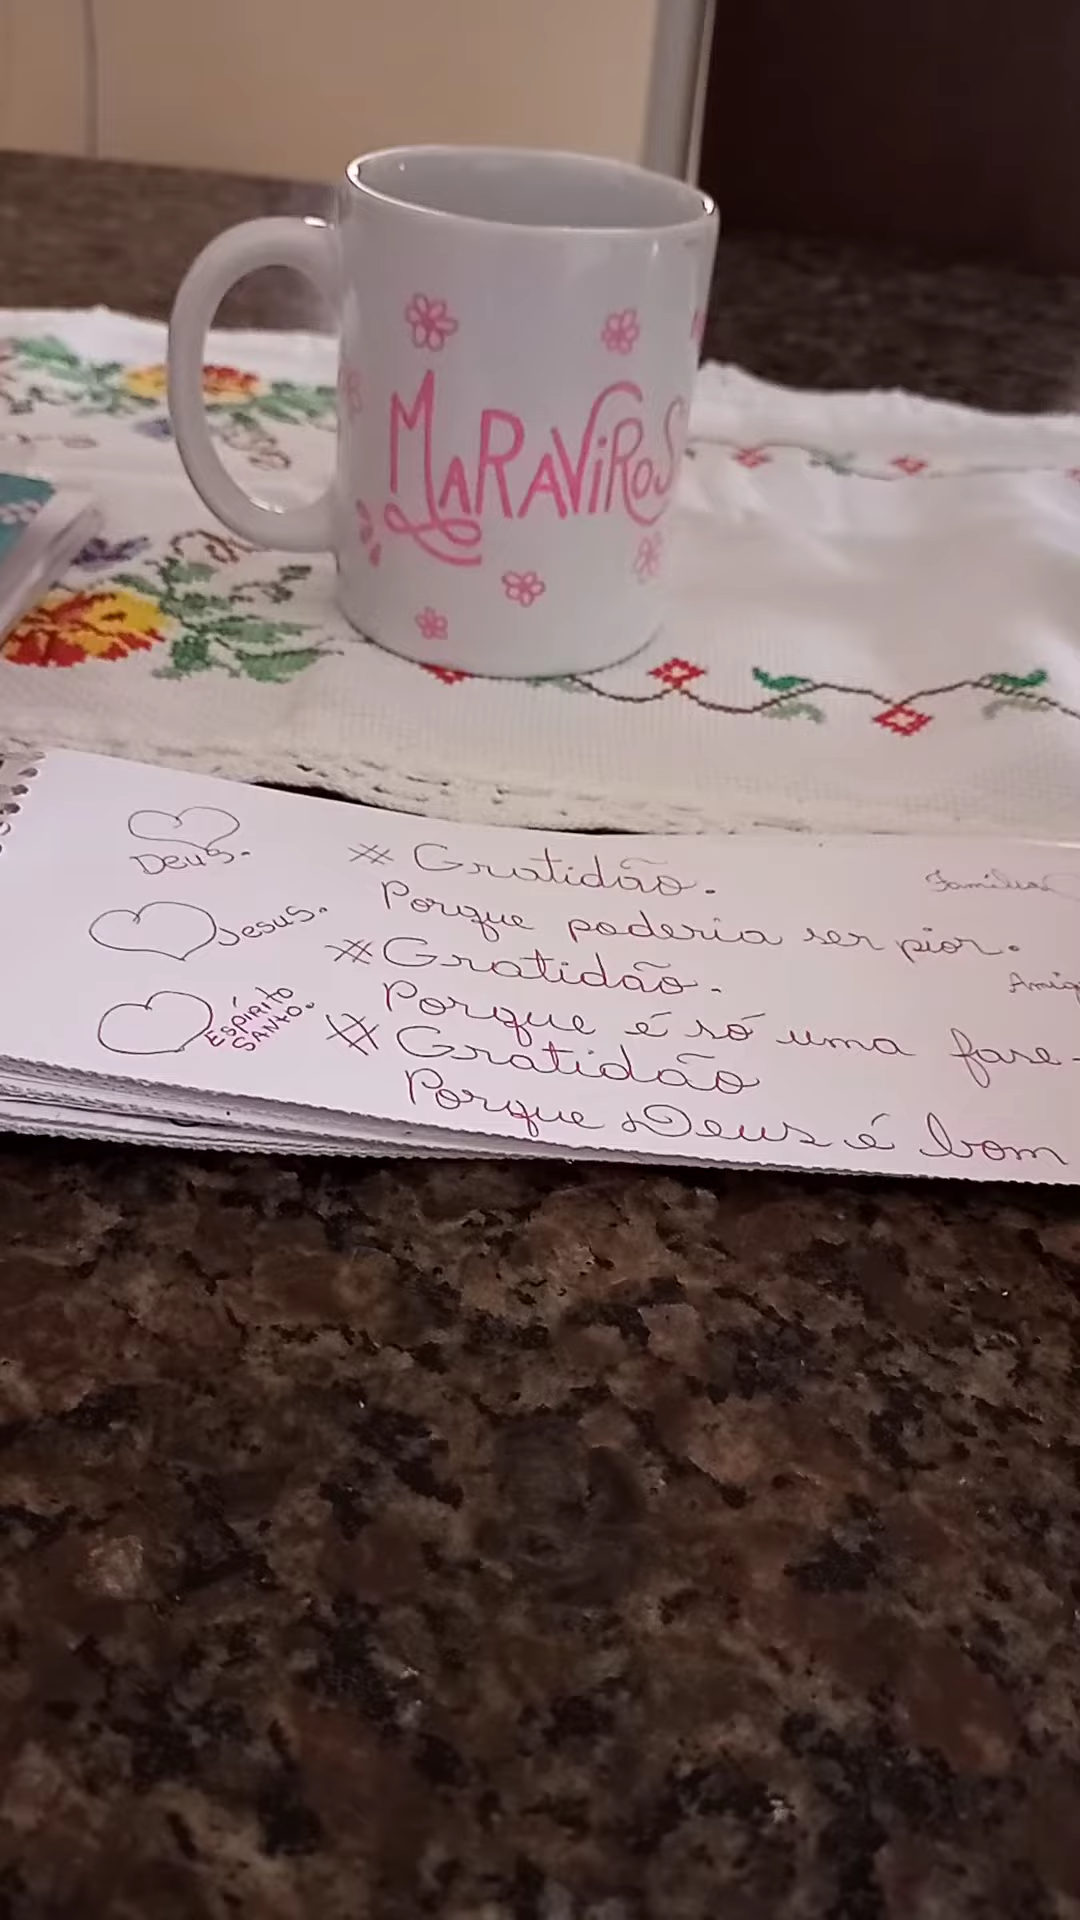 MARAVIROS
Deus.
# Gratidão.
Família
Porque poderia ser pior.
Jesus.
# Gratidão.
Porque é só uma fase
ESPÍRITO
SANTO.
# Gratidão
Porque Deus é bom